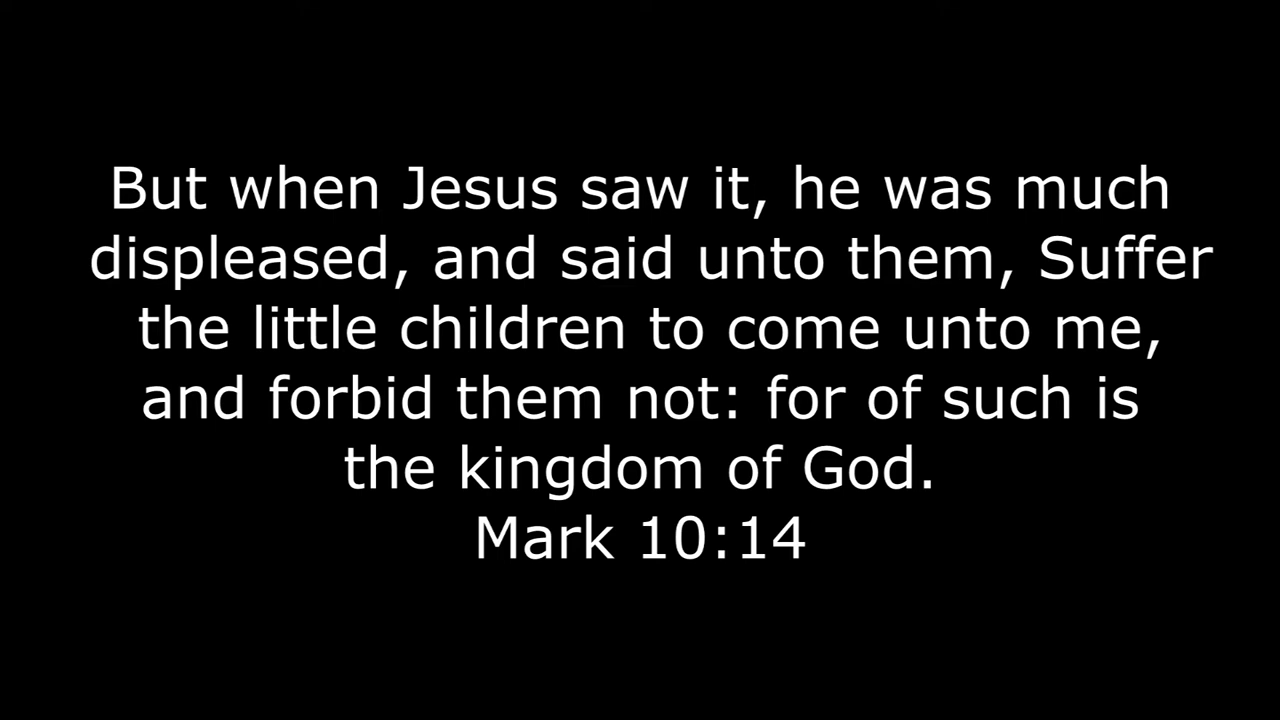 But when Jesus saw it, he was much
displeased, and said unto them, Suffer
the little children to come unto me,
and forbid them not: for of such is
the kingdom of God.
Mark 10:14